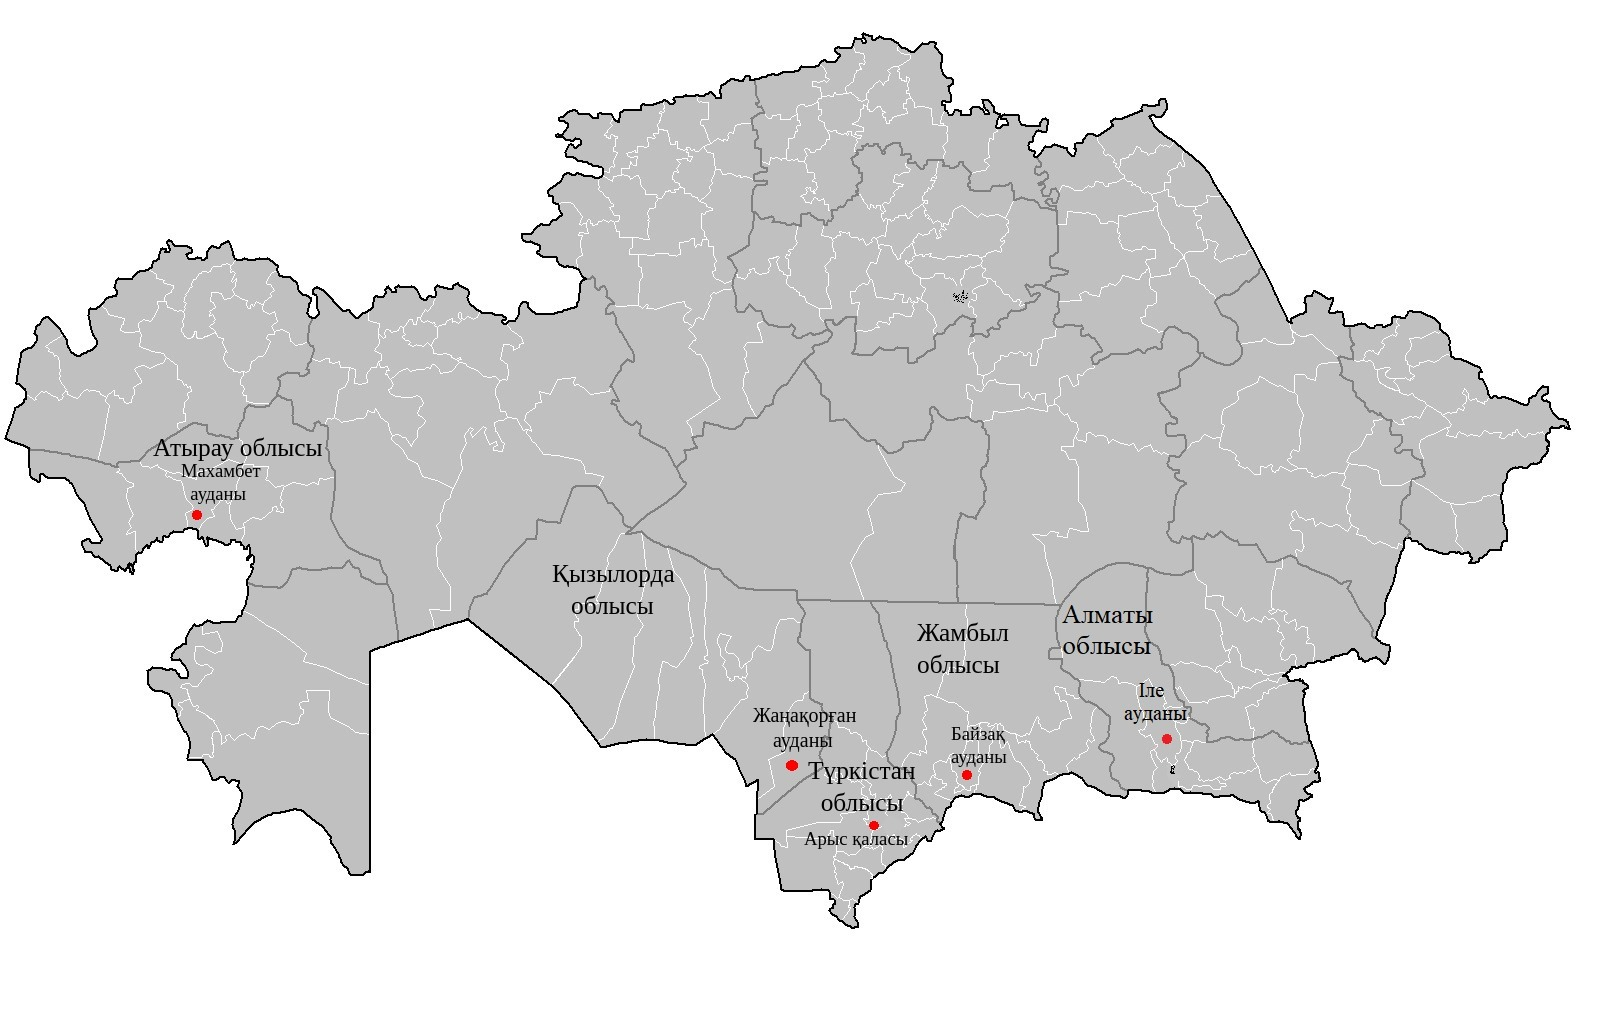 Атырау облысы
Махамбет
ауданы
Қызылорда
облысы
Жаңақорған
ауданы
Түркістан
облысы
Арыс қаласы
Жамбыл
облысы
Байзақ
ауданы
Алматы
облысы
Іле
ауданы